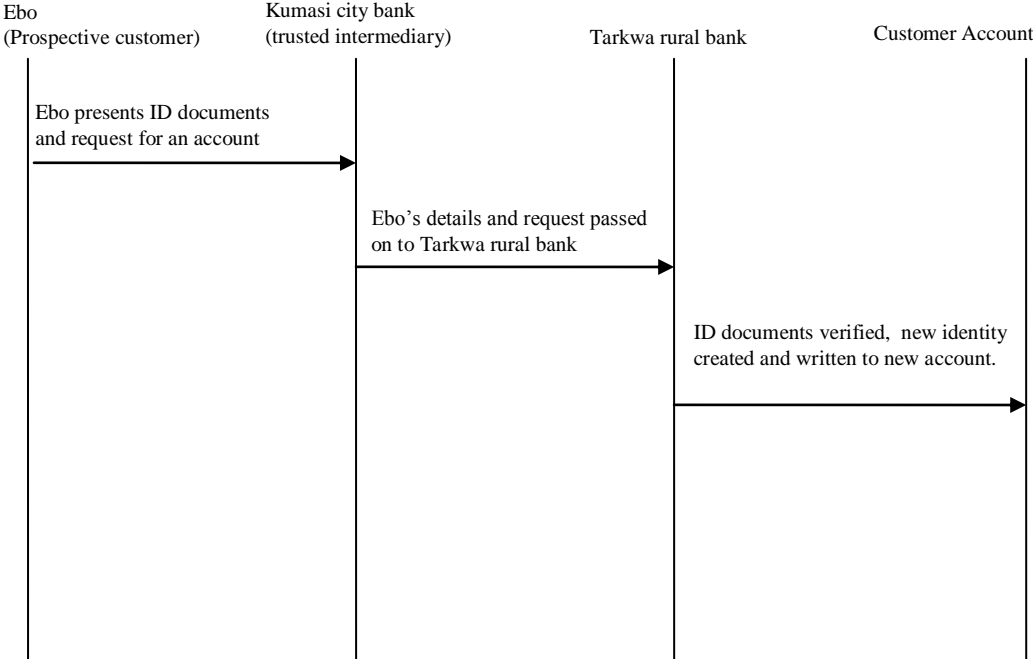 Ebo
(Prospective customer)
Kumasi city bank
(trusted intermediary)
Tarkwa rural bank
Customer Account
Ebo presents ID documents
and request for an account
Ebo’s details and request passed
on to Tarkwa rural bank
ID documents verified,  new identity
created and written to new account.